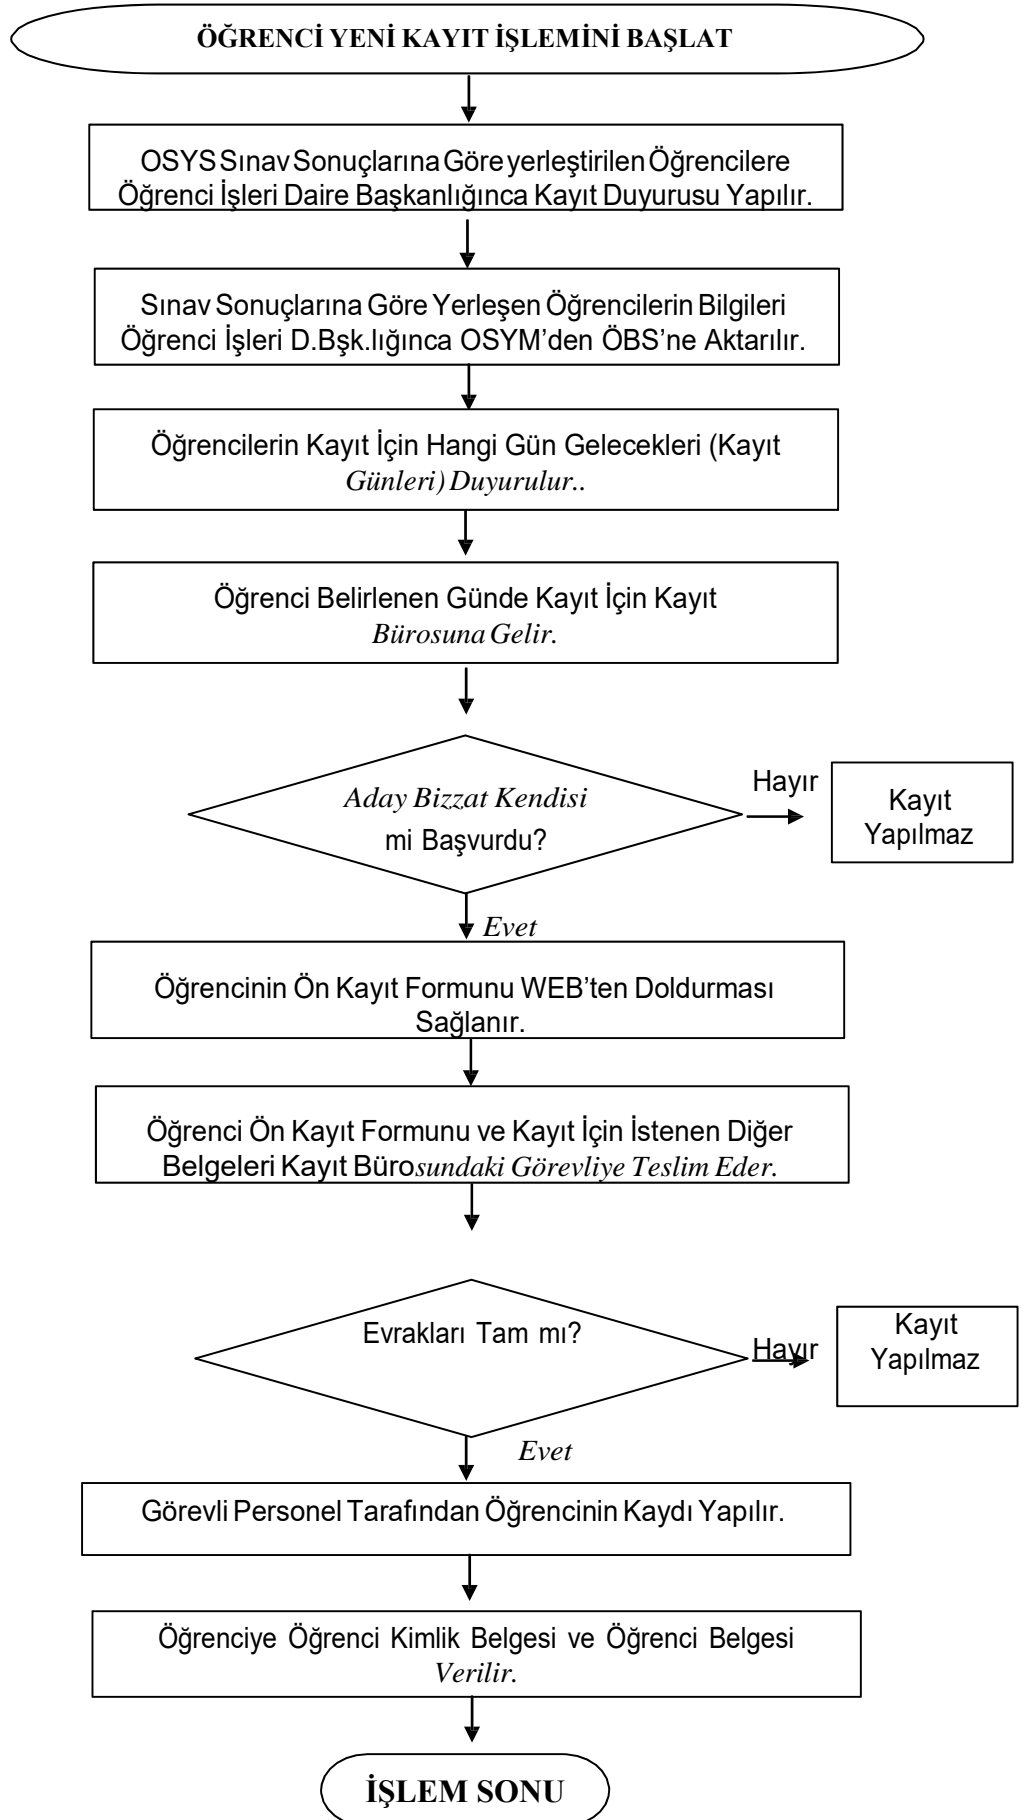 ÖĞRENCİ YENİ KAYIT İŞLEMİNİ BAŞLAT
OSYS Sınav Sonuçlarına Göre yerleştirilen Öğrencilere
Öğrenci İşleri Daire Başkanlığınca Kayıt Duyurusu Yapılır.
Sınav Sonuçlarına Göre Yerleşen Öğrencilerin Bilgileri
Öğrenci İşleri D.Bşk.lığınca OSYM’den ÖBS’ne Aktarılır.
Öğrencilerin Kayıt İçin Hangi Gün Gelecekleri (Kayıt
Günleri) Duyurulur..
Öğrenci Belirlenen Günde Kayıt İçin Kayıt
Bürosuna Gelir.
Aday Bizzat Kendisi
mi Başvurdu?
Hayır
Kayıt
Yapılmaz
Evet
Öğrencinin Ön Kayıt Formunu WEB’ten Doldurması
Sağlanır.
Öğrenci Ön Kayıt Formunu ve Kayıt İçin İstenen Diğer
Belgeleri Kayıt Bürosundaki Görevliye Teslim Eder.
Evrakları Tam mı?
Hayır
Kayıt
Yapılmaz
Evet
Görevli Personel Tarafından Öğrencinin Kaydı Yapılır.
Öğrenciye Öğrenci Kimlik Belgesi ve Öğrenci Belgesi
Verilir.
İŞLEM SONU